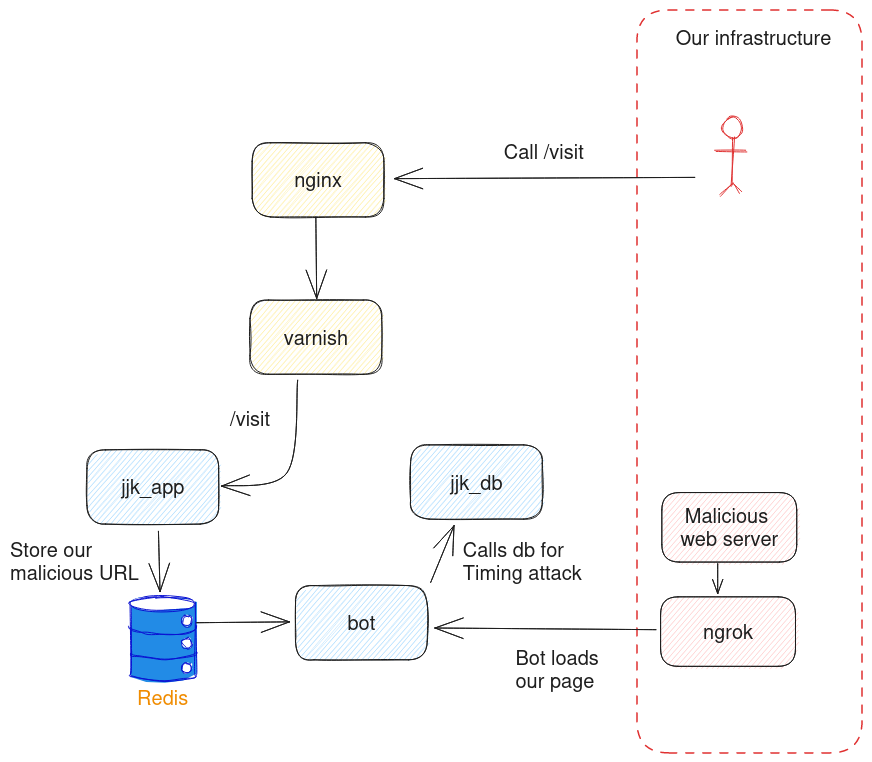 Our infrastructure
Call /visit
nginx
varnish
/visit
jjk_app
jjk_db
Malicious
web server
Store our
malicious URL
Calls db for
Timing attack
bot
ngrok
Bot loads
our page
Redis